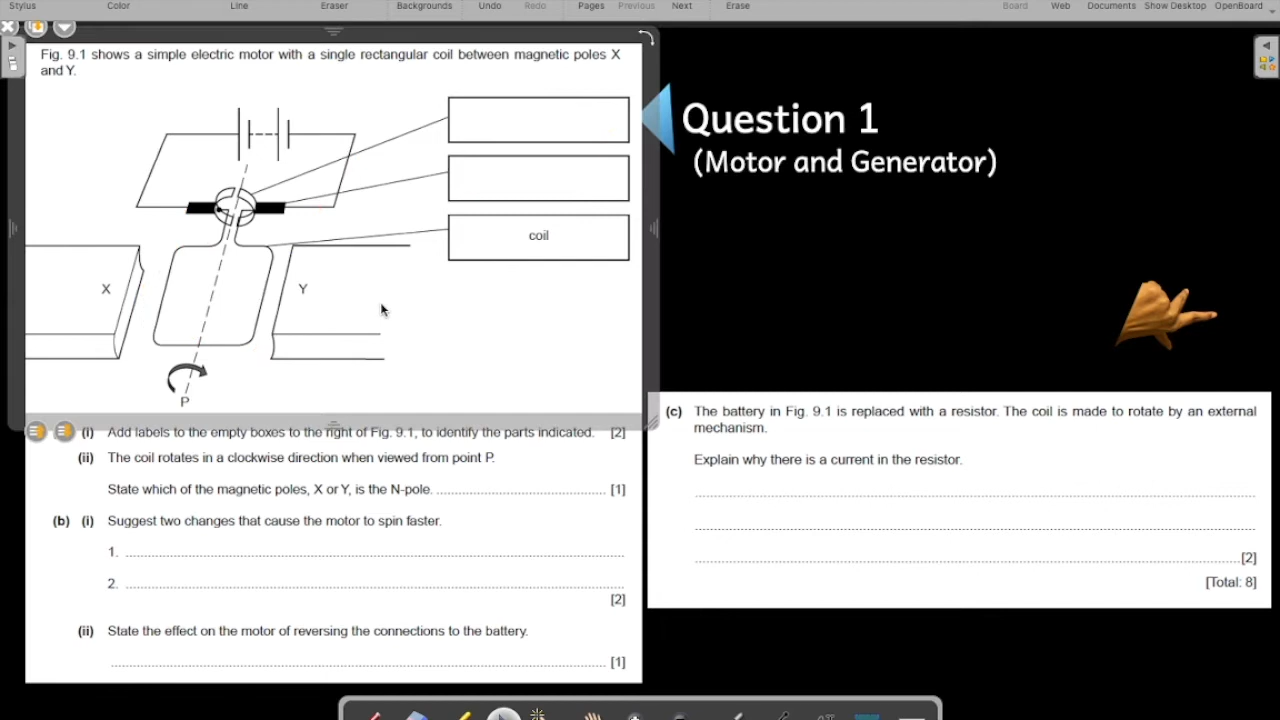 Stylus Color Line Eraser Backgrounds Undo Redo Pages Previous Next Erase Board Web Documents Show Desktop OpenBoard
Fig. 9.1 shows a simple electric motor with a single rectangular coil between magnetic poles X
and Y.
coil
X
Y
P
Question 1
(Motor and Generator)
(i) Add labels to the empty boxes to the right of Fig. 9.1, to identify the parts indicated. [2]
(ii) The coil rotates in a clockwise direction when viewed from point P.
State which of the magnetic poles, X or Y, is the N-pole. ........................................ [1]
(b) (i) Suggest two changes that cause the motor to spin faster.
1. ........................................
2. ........................................
[2]
(ii) State the effect on the motor of reversing the connections to the battery.
........................................ [1]
(c) The battery in Fig. 9.1 is replaced with a resistor. The coil is made to rotate by an external
mechanism.
Explain why there is a current in the resistor.
........................................
........................................
........................................[2]
[Total: 8]